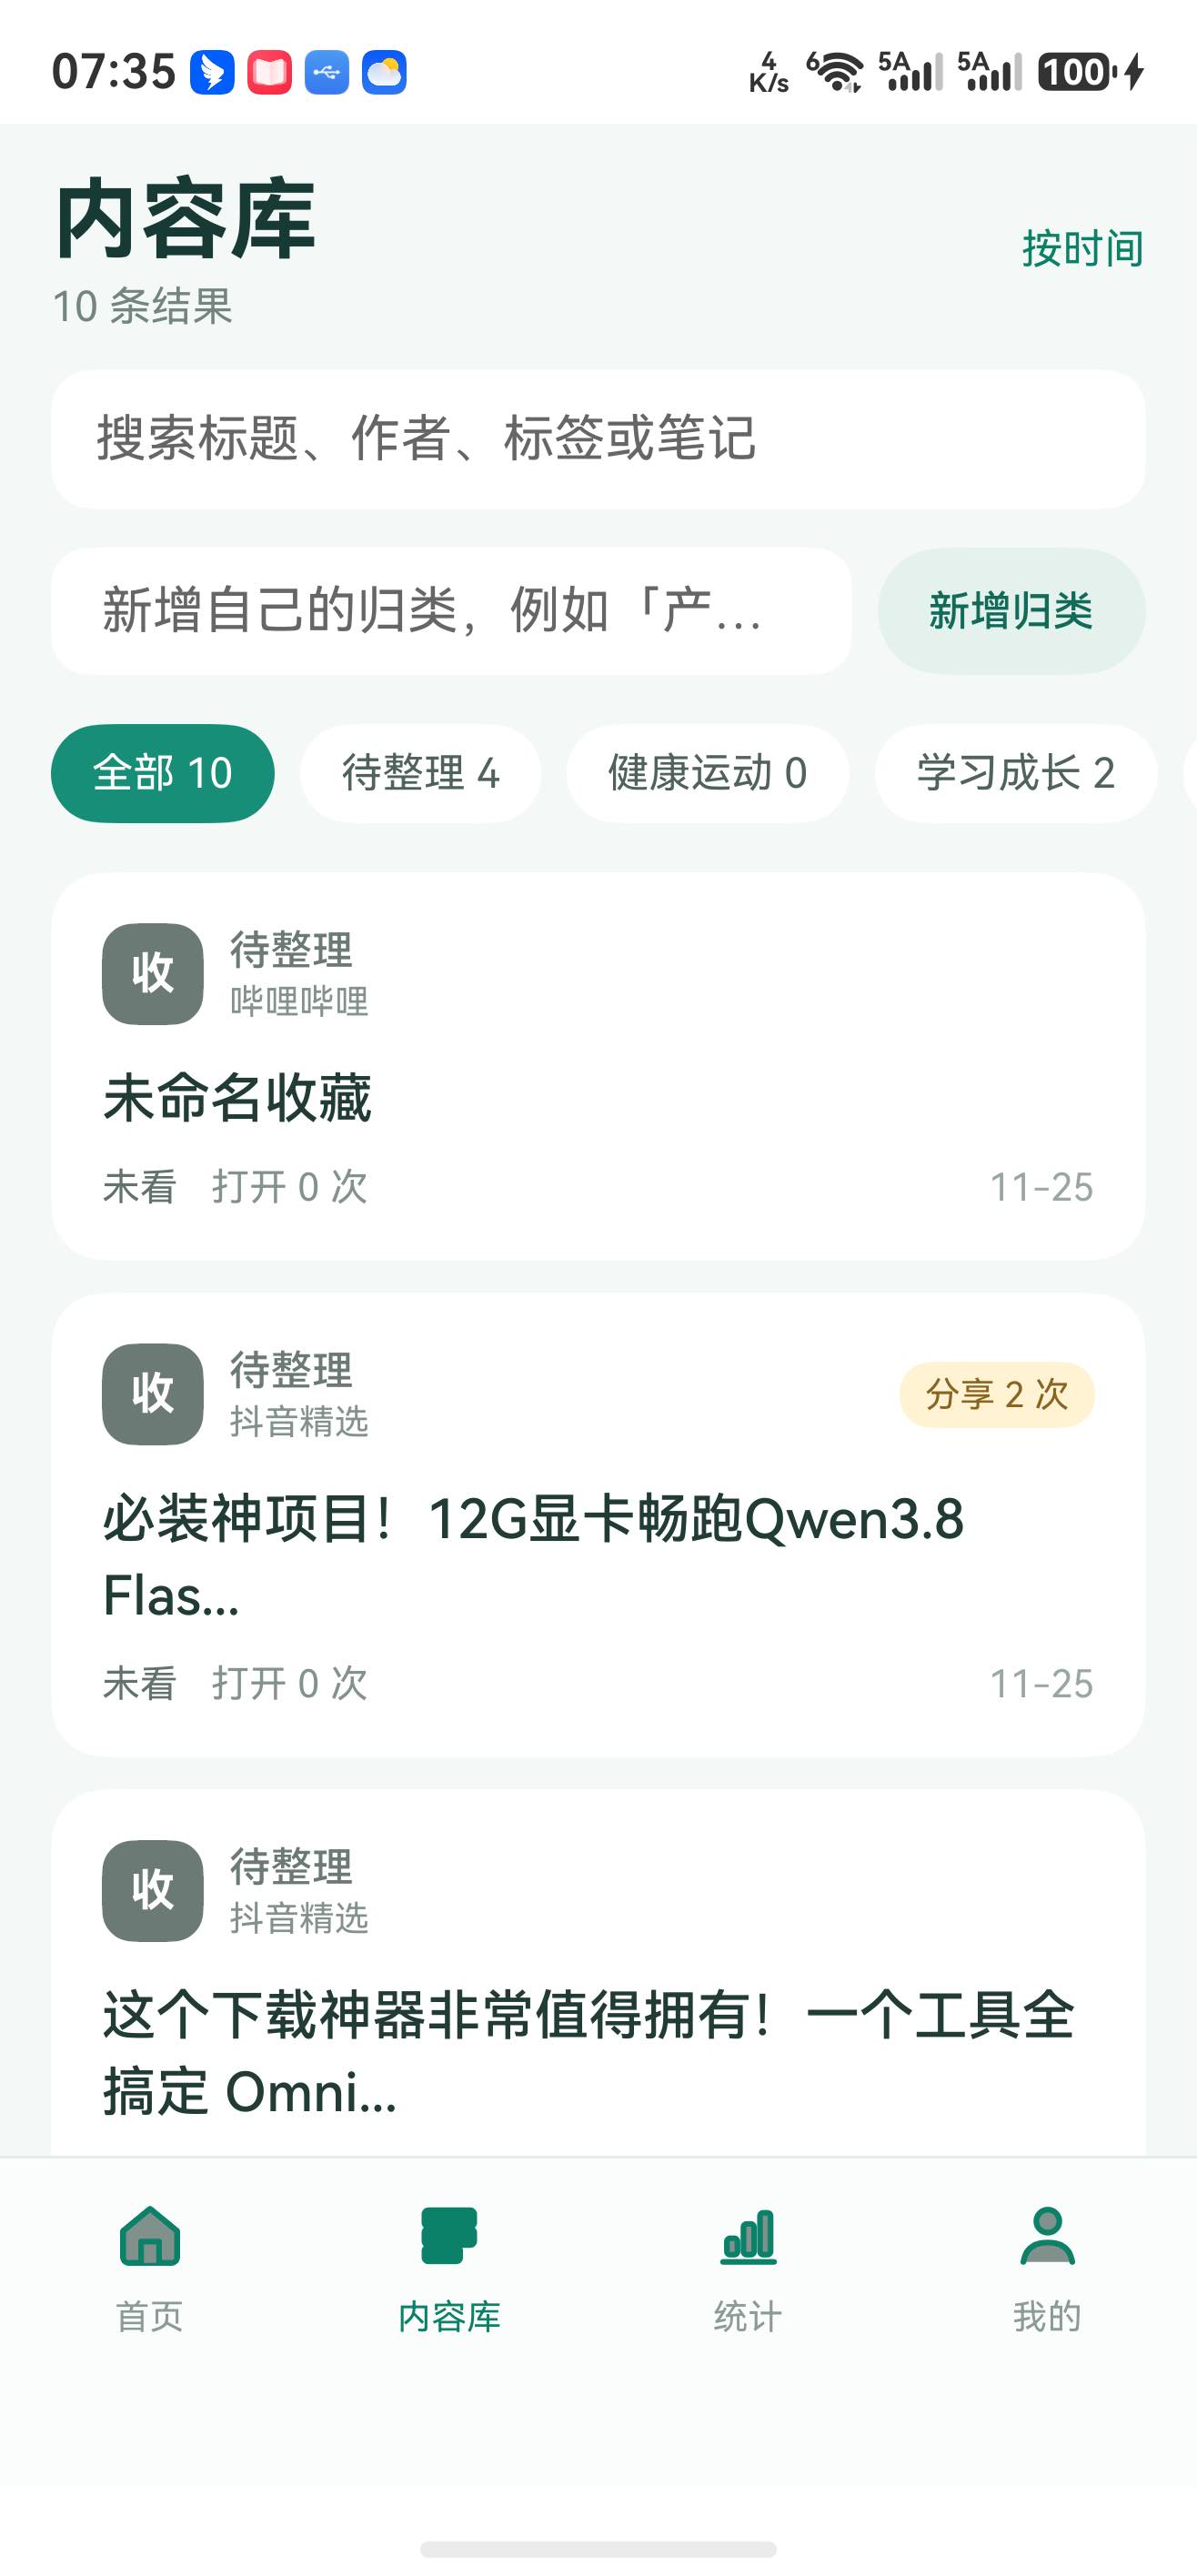 07:35
4 K/s 6 5A 5A 100
内容库
按时间
10 条结果
搜索标题、作者、标签或笔记
新增自己的归类，例如「产...
新增归类
全部 10
待整理 4
健康运动 0
学习成长 2
收
待整理
哔哩哔哩
未命名收藏
未看 打开 0 次
11-25
收
待整理
抖音精选
分享 2 次
必装神项目！12G显卡畅跑Qwen3.8
Flas...
未看 打开 0 次
11-25
收
待整理
抖音精选
这个下载神器非常值得拥有！一个工具全
搞定 Omni...
首页
内容库
统计
我的